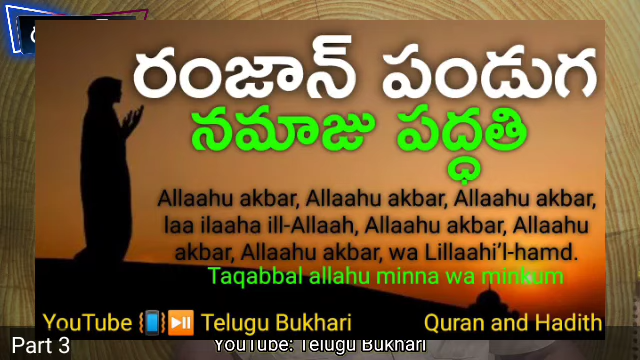 రంజాన్ పండుగ
నమాజు పద్ధతి
Allaahu akbar, Allaahu akbar, Allaahu akbar,
laa ilaaha ill-Allaah, Allaahu akbar, Allaahu
akbar, Allaahu akbar, wa Lillaahi’l-hamd.
Taqabbal allahu minna wa minkum
YouTube Telugu Bukhari Quran and Hadith
Part 3 YouTube: Telugu Bukhari